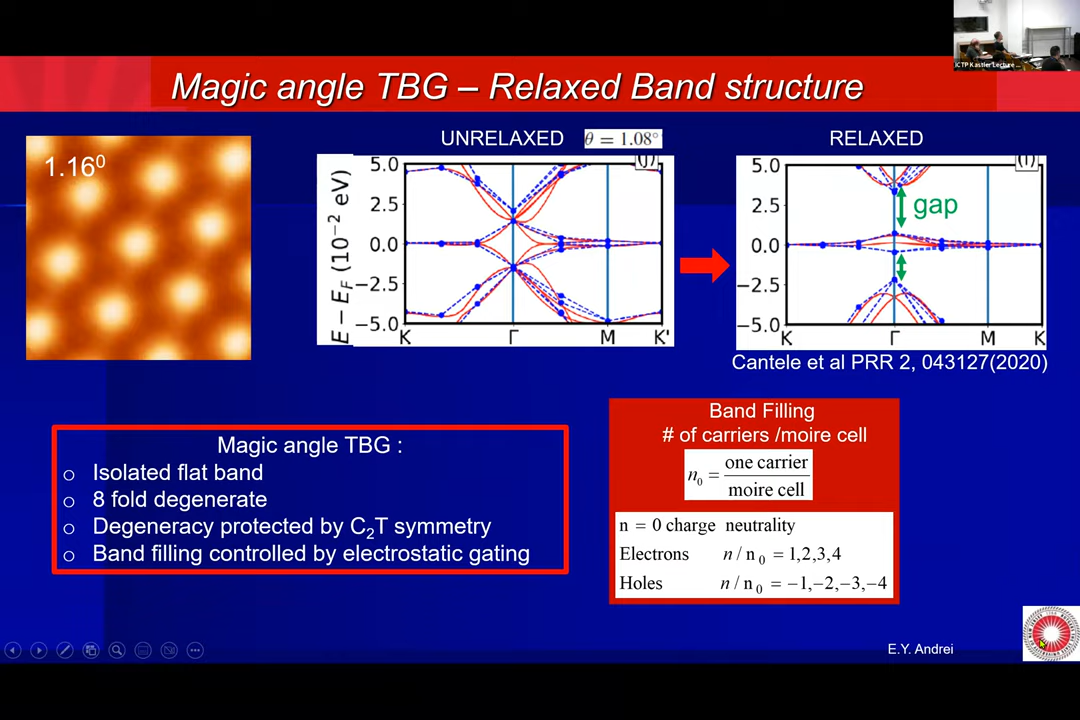 ICTP Kastler Lecture ...
Magic angle TBG – Relaxed Band structure
1.16⁰
UNRELAXED
θ = 1.08°
RELAXED
(j)
5.0
2.5
0.0
−2.5
−5.0
E − E_F (10⁻² eV)
K Γ M K'
5.0
2.5
0.0
−2.5
−5.0
gap
K Γ M K
Cantele et al PRR 2, 043127(2020)
Magic angle TBG :
o Isolated flat band
o 8 fold degenerate
o Degeneracy protected by C₂T symmetry
o Band filling controlled by electrostatic gating
Band Filling
# of carriers /moire cell
n₀ = one carrier
moire cell
n = 0 charge neutrality
Electrons n / n₀ = 1,2,3,4
Holes n / n₀ = −1,−2,−3,−4
E.Y. Andrei